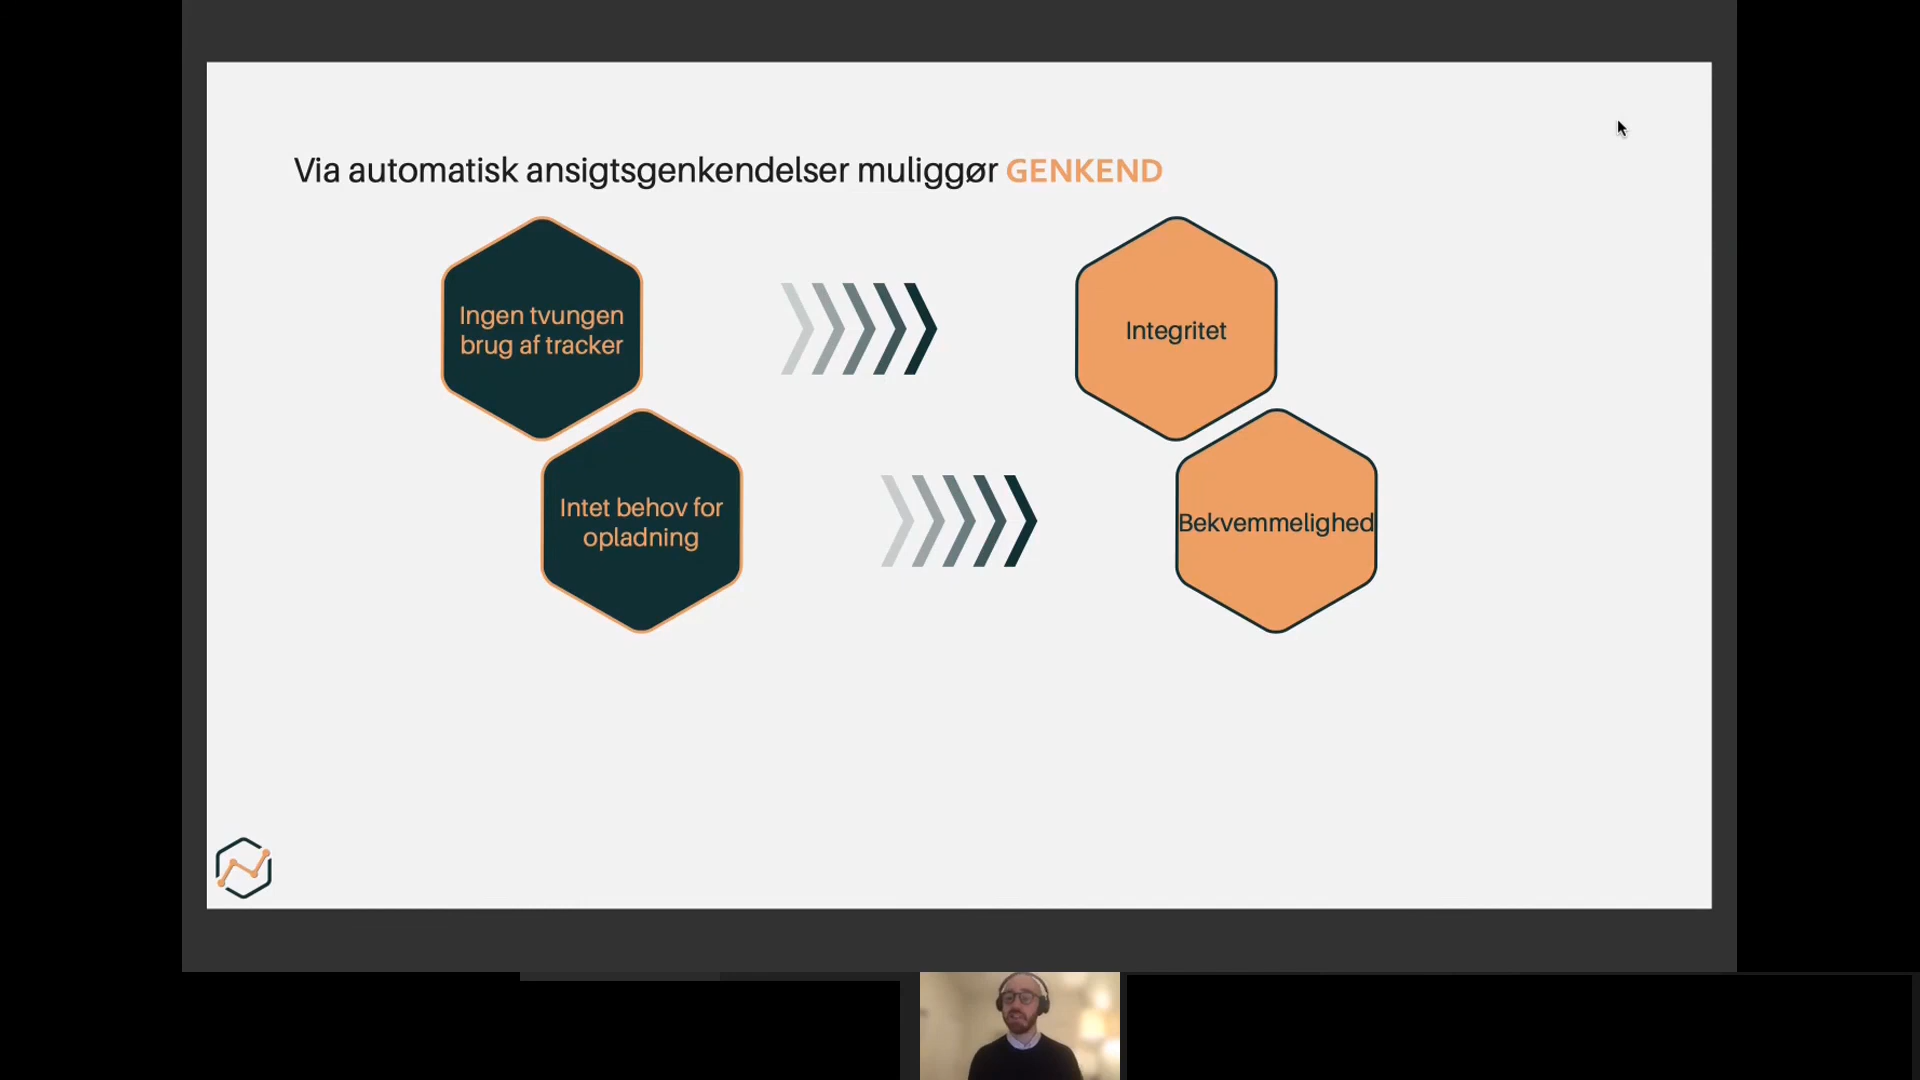 Via automatisk ansigtsgenkendelser muliggør GENKEND
Ingen tvungen
brug af tracker
Integritet
Intet behov for
opladning
Bekvemmelighed